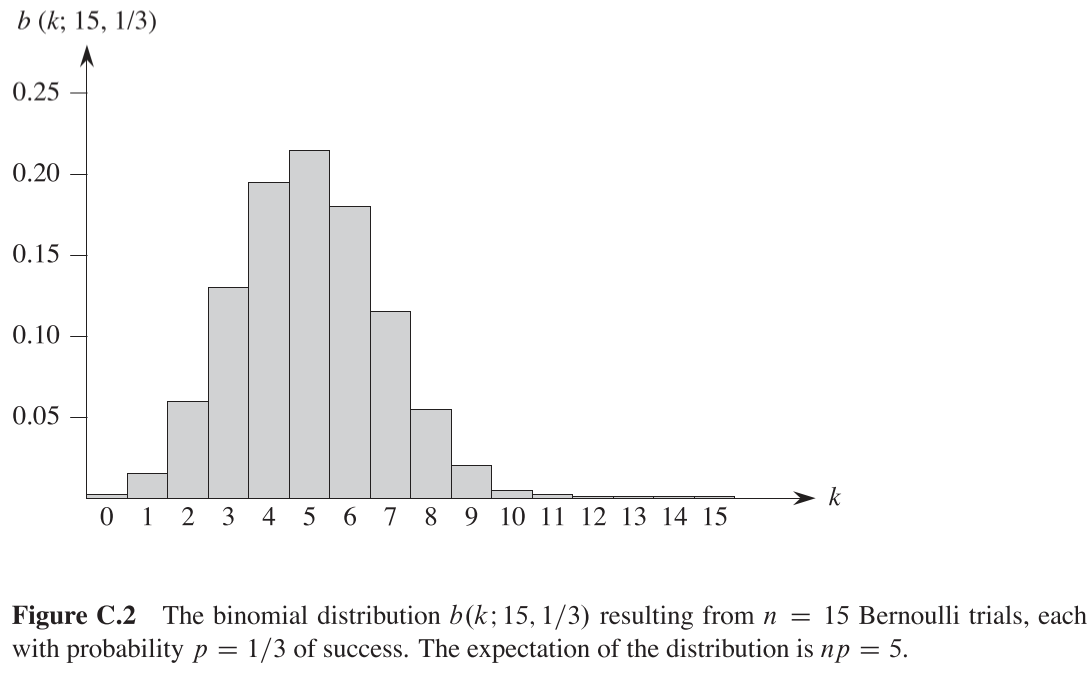 b (k; 15, 1/3)
0.25
0.20
0.15
0.10
0.05
0 1 2 3 4 5 6 7 8 9 10 11 12 13 14 15
k
Figure C.2 The binomial distribution b(k; 15, 1/3) resulting from n = 15 Bernoulli trials, each
with probability p = 1/3 of success. The expectation of the distribution is np = 5.